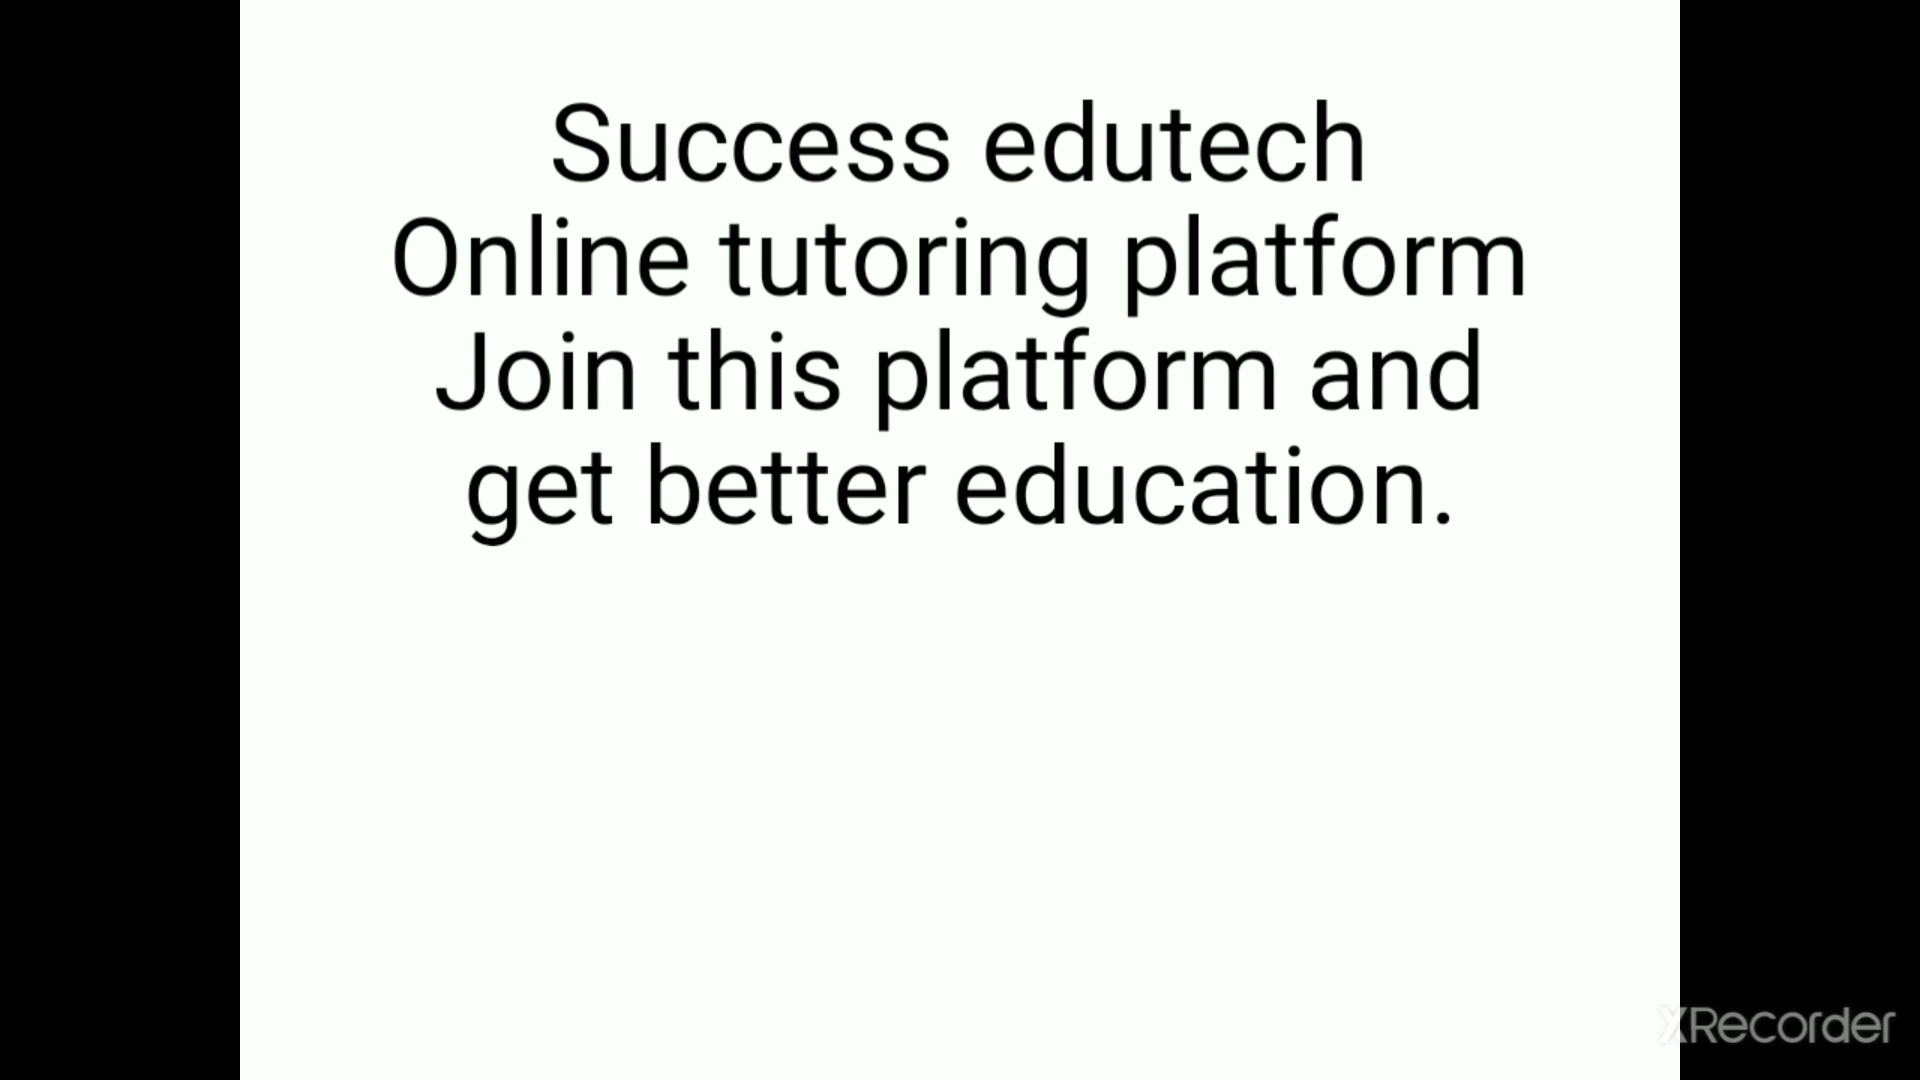 Success edutech
Online tutoring platform
Join this platform and
get better education.
XRecorder